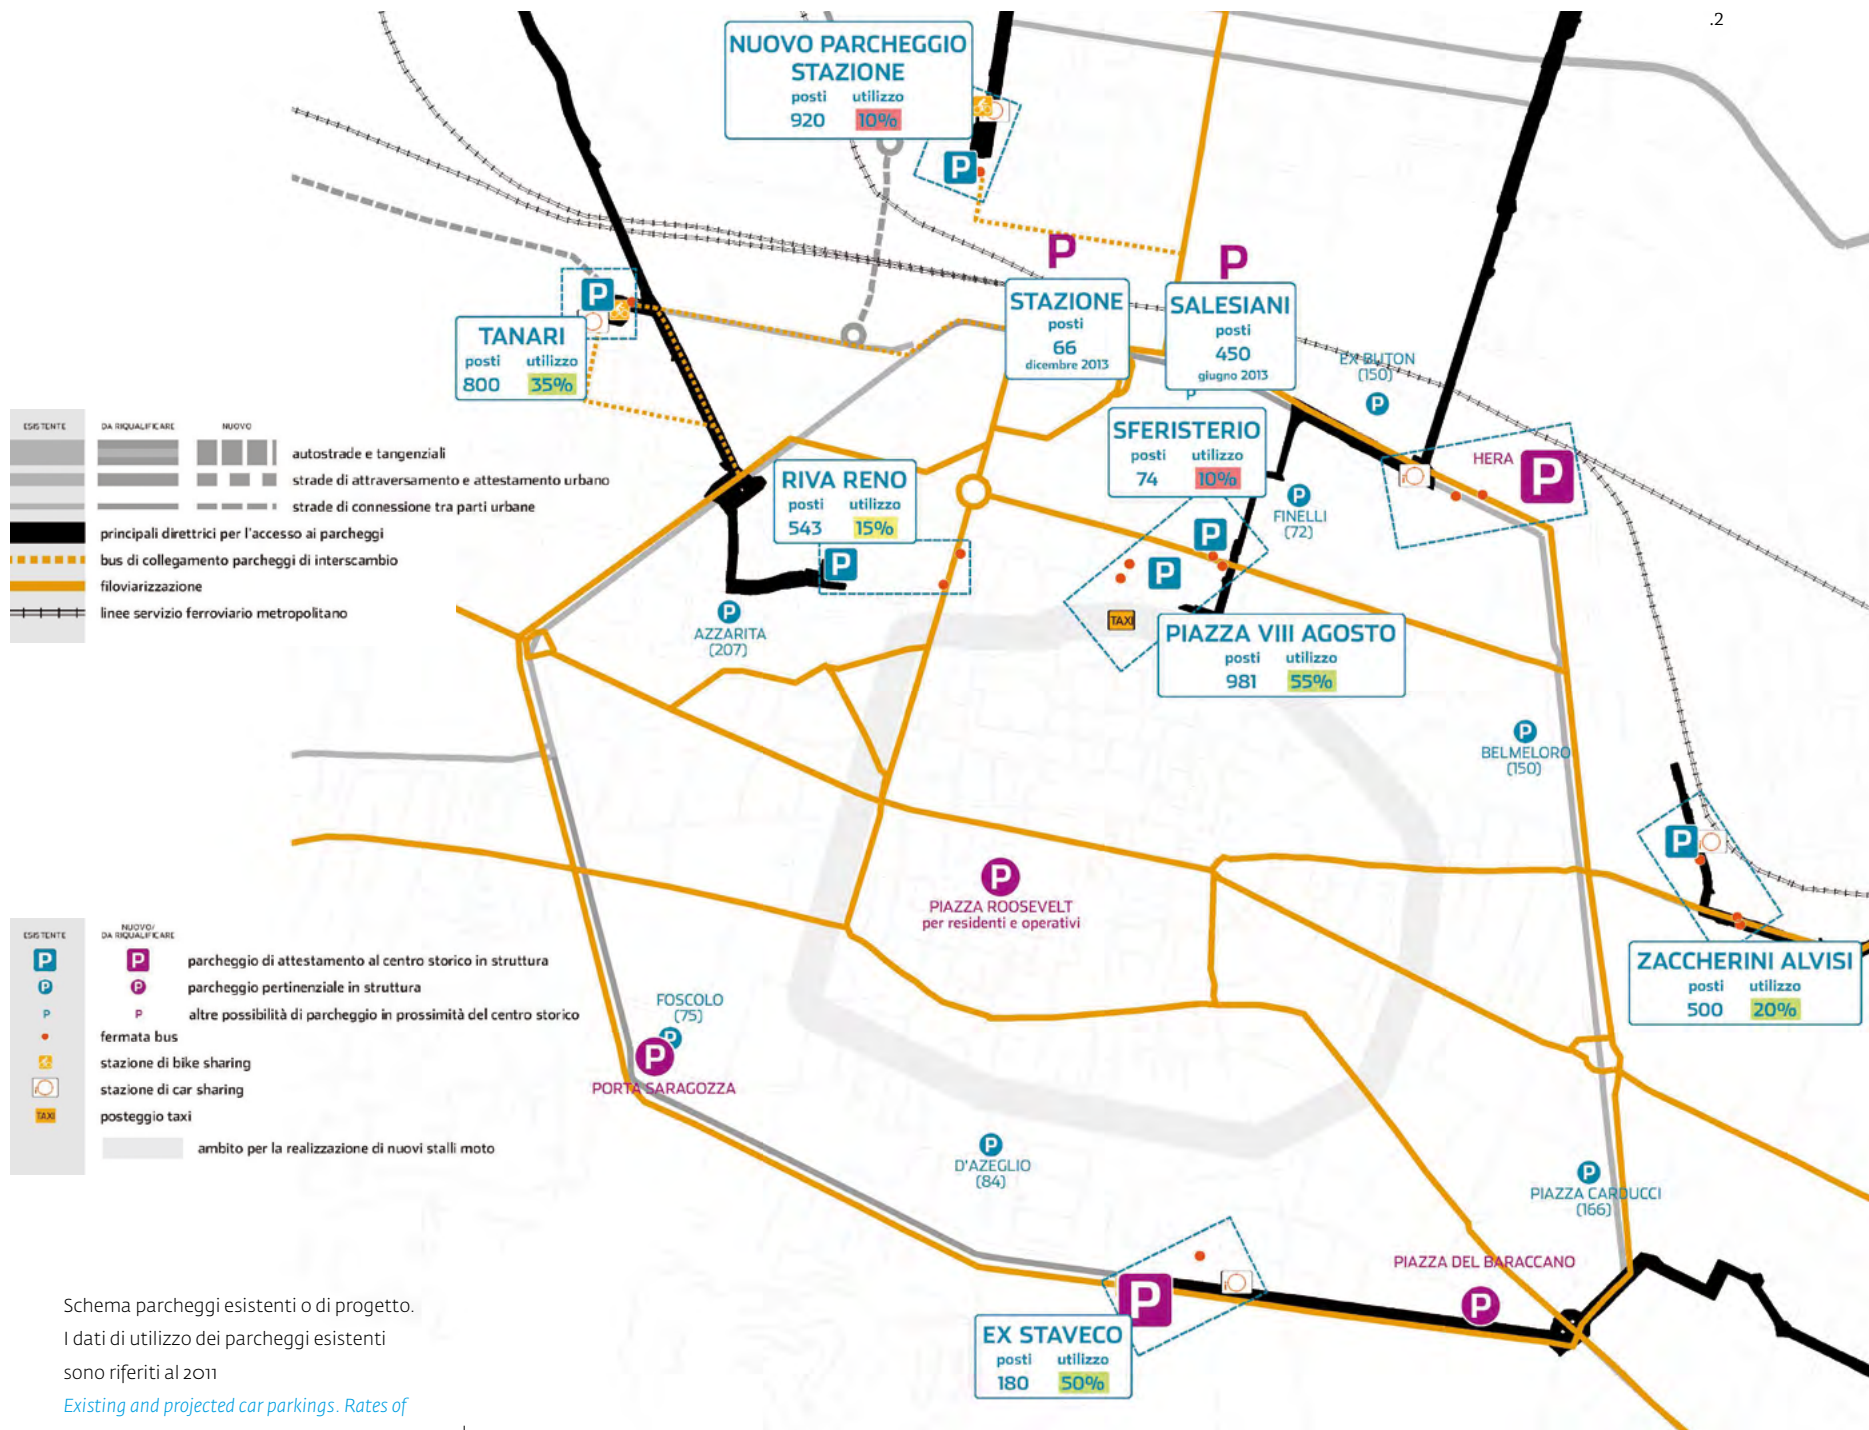 .2
NUOVO PARCHEGGIO
STAZIONE
posti utilizzo
920 10%
P
P
P
STAZIONE
posti
66
dicembre 2013
SALESIANI
posti
450
giugno 2013
P
P
TANARI
posti utilizzo
800 35%
EX BUTON
(150)
P
SFERISTERIO
posti utilizzo
74 10%
HERA
P
RIVA RENO
posti utilizzo
543 15%
P
P
FINELLI
(72)
P
P
TAXI
P
AZZARITA
(207)
PIAZZA VIII AGOSTO
posti utilizzo
981 55%
P
BELMELORO
(150)
P
ZACCHERINI ALVISI
posti utilizzo
500 20%
P
PIAZZA ROOSEVELT
per residenti e operativi
FOSCOLO
(75)
P
P
PORTA SARAGOZZA
P
D'AZEGLIO
(84)
P
PIAZZA CARDUCCI
(166)
PIAZZA DEL BARACCANO
P
P
EX STAVECO
posti utilizzo
180 50%
ESISTENTE DA RIQUALIFICARE NUOVO
autostrade e tangenziali
strade di attraversamento e attestamento urbano
strade di connessione tra parti urbane
principali direttrici per l'accesso ai parcheggi
bus di collegamento parcheggi di interscambio
filoviarizzazione
linee servizio ferroviario metropolitano
ESISTENTE NUOVO/
DA RIQUALIFICARE
P P parcheggio di attestamento al centro storico in struttura
P P parcheggio pertinenziale in struttura
P P altre possibilità di parcheggio in prossimità del centro storico
fermata bus
stazione di bike sharing
stazione di car sharing
TAXI posteggio taxi
ambito per la realizzazione di nuovi stalli moto
Schema parcheggi esistenti o di progetto.
I dati di utilizzo dei parcheggi esistenti
sono riferiti al 2011
Existing and projected car parkings. Rates of